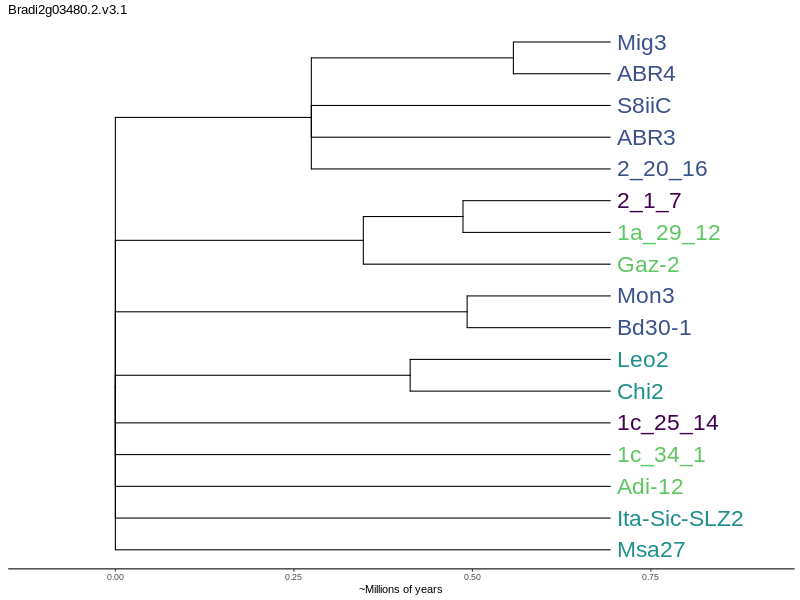 Bradi2g03480.2.v3.1
Mig3
ABR4
S8iiC
ABR3
2_20_16
2_1_7
1a_29_12
Gaz-2
Mon3
Bd30-1
Leo2
Chi2
1c_25_14
1c_34_1
Adi-12
Ita-Sic-SLZ2
Msa27
0.00 0.25 0.50 0.75
~Millions of years